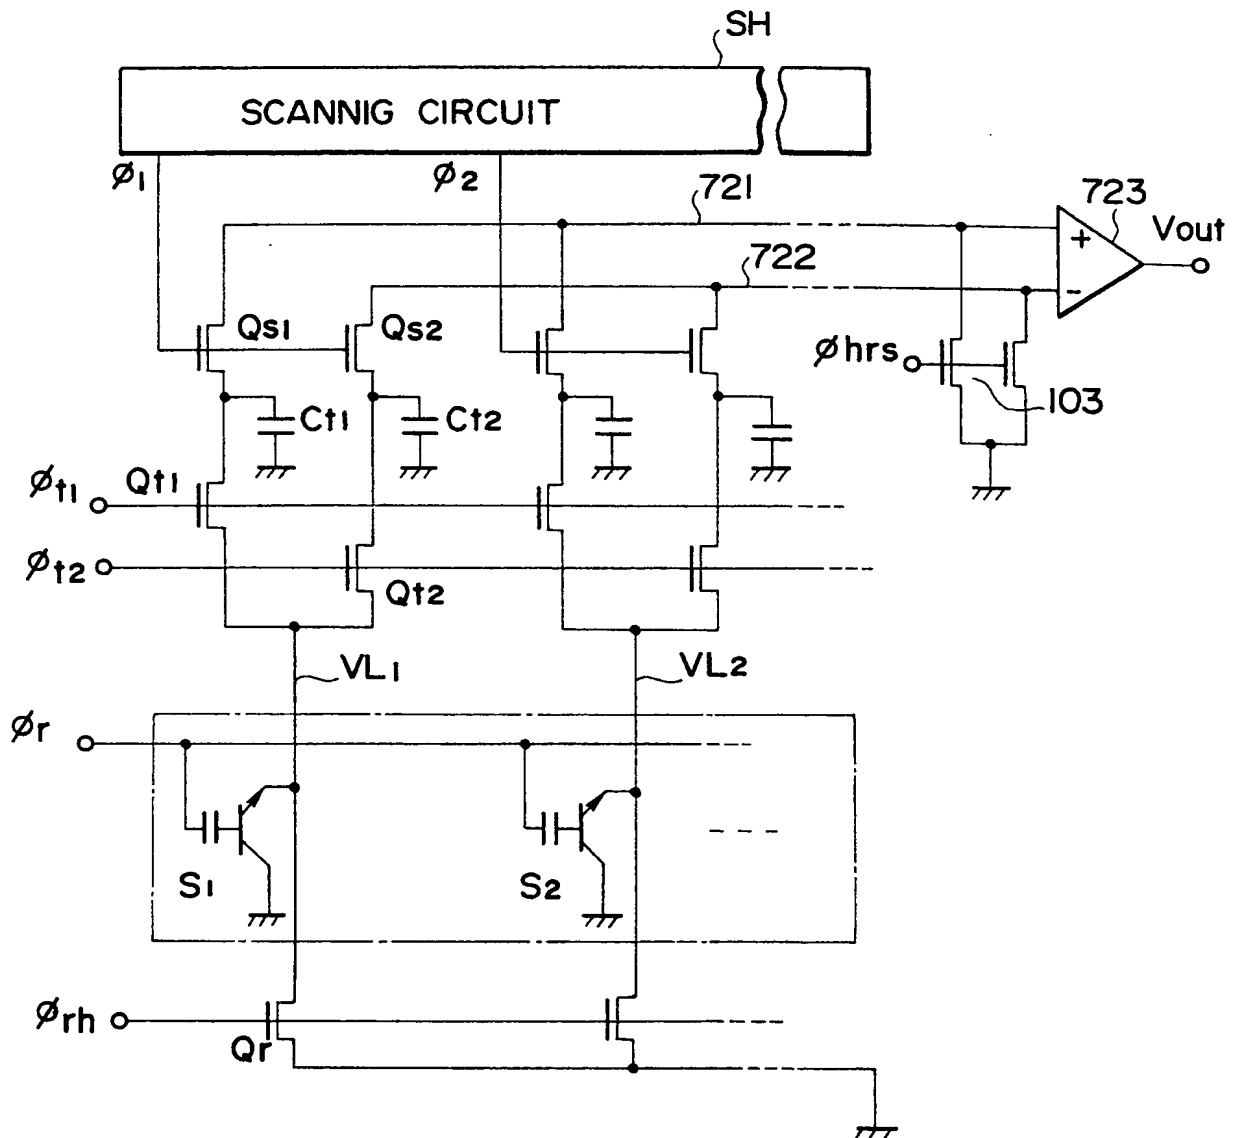 SH
SCANNIG CIRCUIT
ø1
ø2
721
723
Vout
722
+
-
Qs1
Qs2
øhrs
103
Ct1
Ct2
øt1
Qt1
øt2
Qt2
VL1
VL2
ør
S1
S2
ørh
Qr